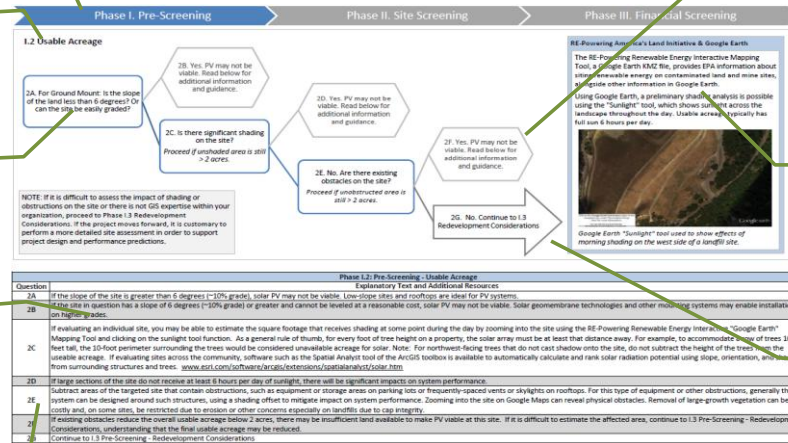 Phase I. Pre-Screening
Phase II. Site Screening
Phase III. Financial Screening
I.2 Usable Acreage
2A. For Ground Mount: Is the slope
of the land less than 6 degrees? Or
can the site be easily graded?
2B. Yes. PV may not be
viable. Read below for
additional information
and guidance.
2C. Is there significant shading
on the site?
Proceed if unshaded area is still
> 2 acres.
2D. Yes. PV may not be
viable. Read below for
additional information
and guidance.
2E. No. Are there existing
obstacles on the site?
Proceed if unobstructed area is
still > 2 acres.
2F. Yes. PV may not be
viable. Read below for
additional information
and guidance.
2G. No. Continue to I.3
Redevelopment Considerations
NOTE: If it is difficult to assess the impact of shading or
obstructions on the site or there is not GIS expertise within your
organization, proceed to Phase I.3 Redevelopment
Considerations. If the project moves forward, it is customary to
perform a more detailed site assessment in order to support
project design and performance predictions.
RE-Powering America's Land Initiative & Google Earth
The RE-Powering Renewable Energy Interactive Mapping
Tool, a Google Earth KMZ file, provides EPA information about
siting renewable energy on contaminated land and mine sites,
alongside other information in Google Earth.
Using Google Earth, a preliminary shading analysis is possible
using the "Sunlight" tool, which shows sunlight across the
landscape throughout the day. Usable acreage typically has
full sun 6 hours per day.
Google Earth "Sunlight" tool used to show effects of
morning shading on the west side of a landfill site.
Phase I.2: Pre-Screening - Usable Acreage
Question Explanatory Text and Additional Resources
2A If the slope of the site is greater than 6 degrees (~10% grade), solar PV may not be viable. Low-slope sites and rooftops are ideal for PV systems.
2B If the site in question has a slope of 6 degrees (~10% grade) or greater and cannot be leveled at a reasonable cost, solar PV may not be viable. Solar geomembrane technologies and other mounting systems may enable installatio
on higher grades.
2C If evaluating an individual site, you may be able to estimate the square footage that receives shading at some point during the day by zooming into the site using the RE-Powering Renewable Energy Interactive "Google Earth"
Mapping Tool and clicking on the sunlight tool function. As a general rule of thumb, for every foot of tree height on a property, the solar array must be at least that distance away. For example, to accommodate a row of trees 10
feet tall, the 10-foot perimeter surrounding the trees would be considered unavailable acreage for solar. Note: For northwest-facing trees that do not cast shadow onto the site, do not subtract the height of the trees from the
useable acreage. If evaluating sites across the community, software such as the Spatial Analyst tool of the ArcGIS toolbox is available to automatically calculate and rank solar radiation potential using slope, orientation, and
from surrounding structures and trees. www.esri.com/software/arcgis/extensions/spatialanalyst/solar.htm
2D If large sections of the site do not receive at least 6 hours per day of sunlight, there will be significant impacts on system performance.
2E Subtract areas of the targeted site that contain obstructions, such as equipment or storage areas on parking lots or frequently-spaced vents or skylights on rooftops. For this type of equipment or other obstructions, generally th
system can be designed around such structures, using a shading offset to mitigate impact on system performance. Zooming into the site on Google Maps can reveal physical obstacles. Removal of large-growth vegetation can be
costly and, on some sites, be restricted due to erosion or other concerns especially on landfills due to cap integrity.
If existing obstacles reduce the overall usable acreage below 2 acres, there may be insufficient land available to make PV viable at this site. If it is difficult to estimate the affected area, continue to I.3 Pre-Screening - Redevelopm
Considerations, understanding that the final usable acreage may be reduced.
Continue to I.3 Pre-Screening - Redevelopment Considerations